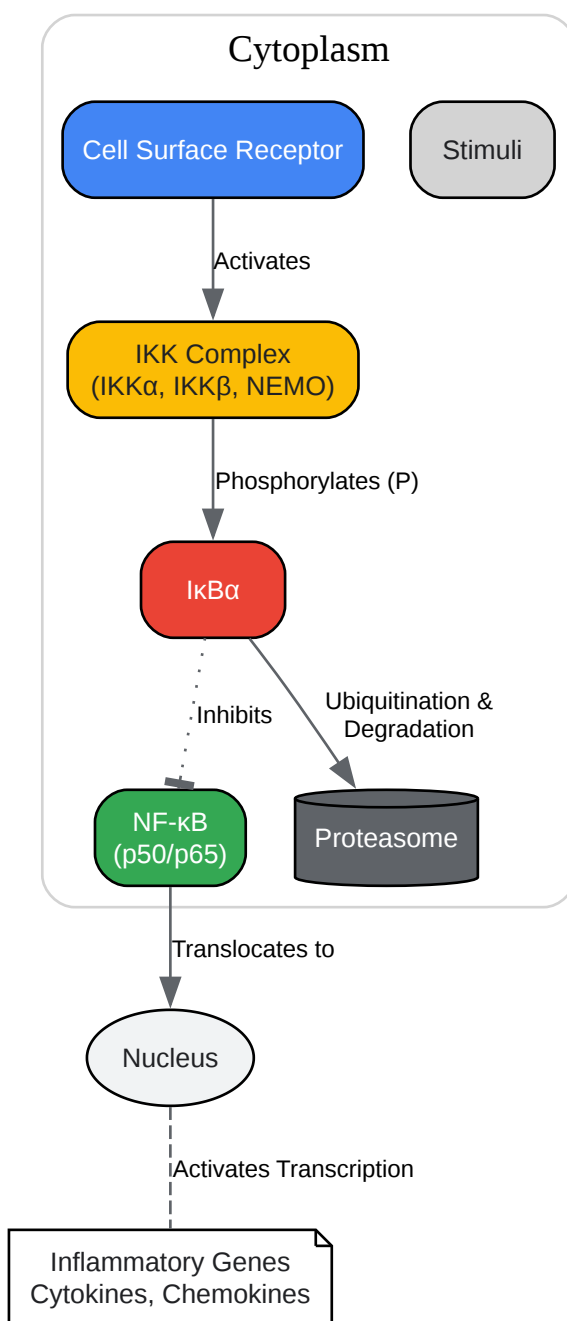 Cytoplasm
Cell Surface Receptor
Stimuli
Activates
IKK Complex
(IKKα, IKKβ, NEMO)
Phosphorylates (P)
IκBα
Inhibits
Ubiquitination &
Degradation
NF-κB
(p50/p65)
Proteasome
Translocates to
Nucleus
Activates Transcription
Inflammatory Genes
Cytokines, Chemokines